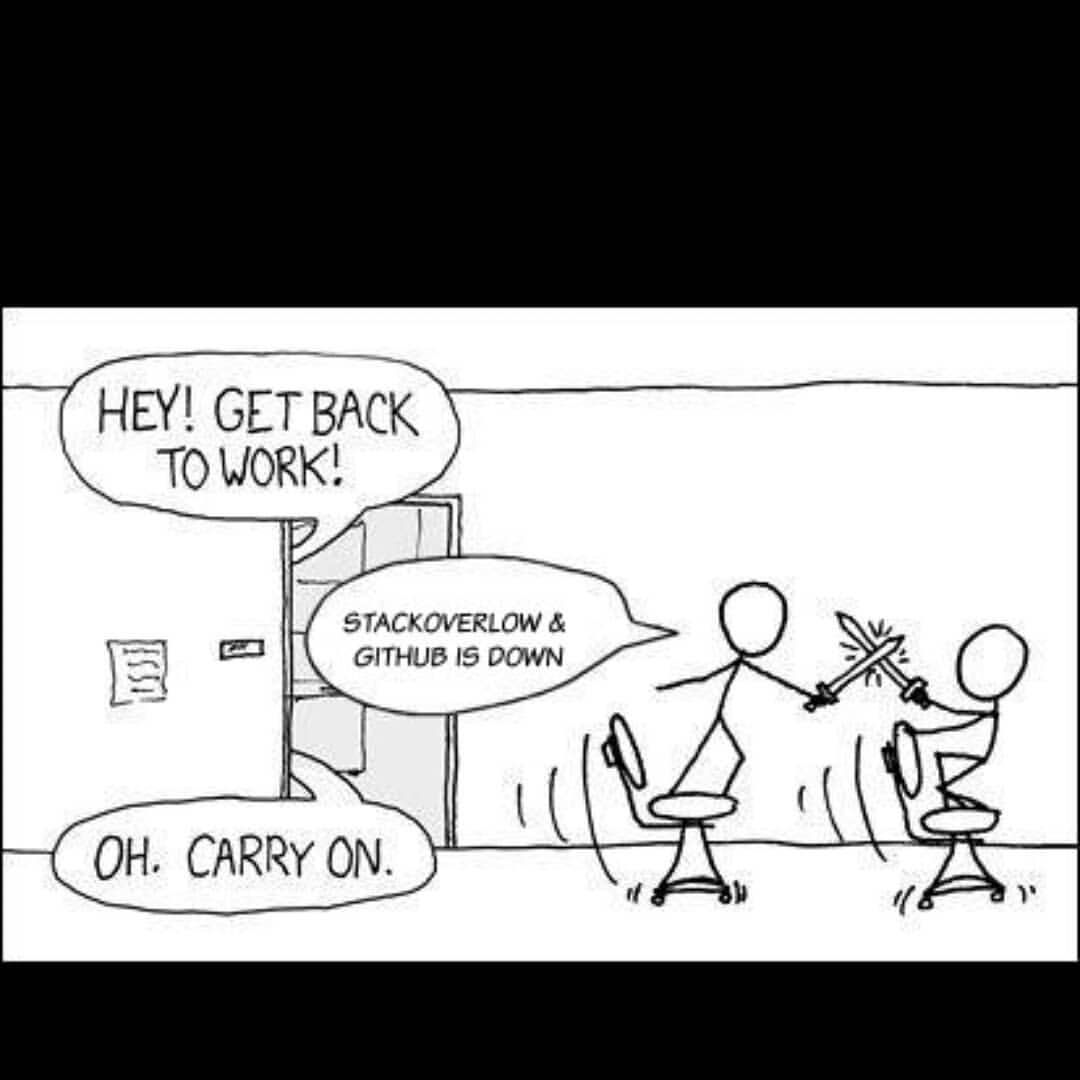 HEY! GET BACK
TO WORK!
STACKOVERLOW &
GITHUB IS DOWN
OH. CARRY ON.